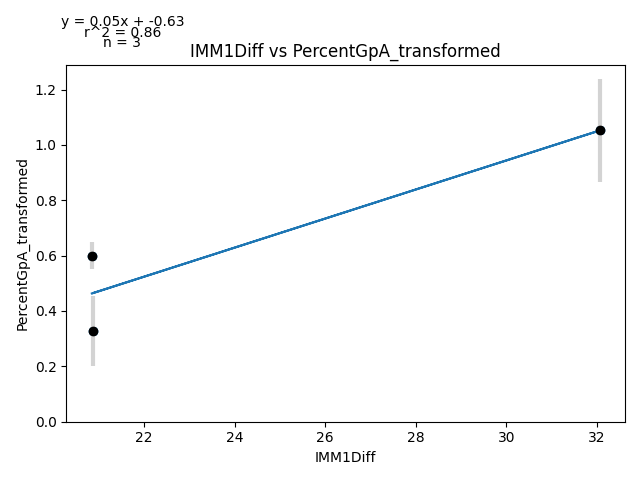 y = 0.05x + -0.63
r^2 = 0.86
n = 3
IMM1Diff vs PercentGpA_transformed
PercentGpA_transformed
1.2
1.0
0.8
0.6
0.4
0.2
0.0
22 24 26 28 30 32
IMM1Diff